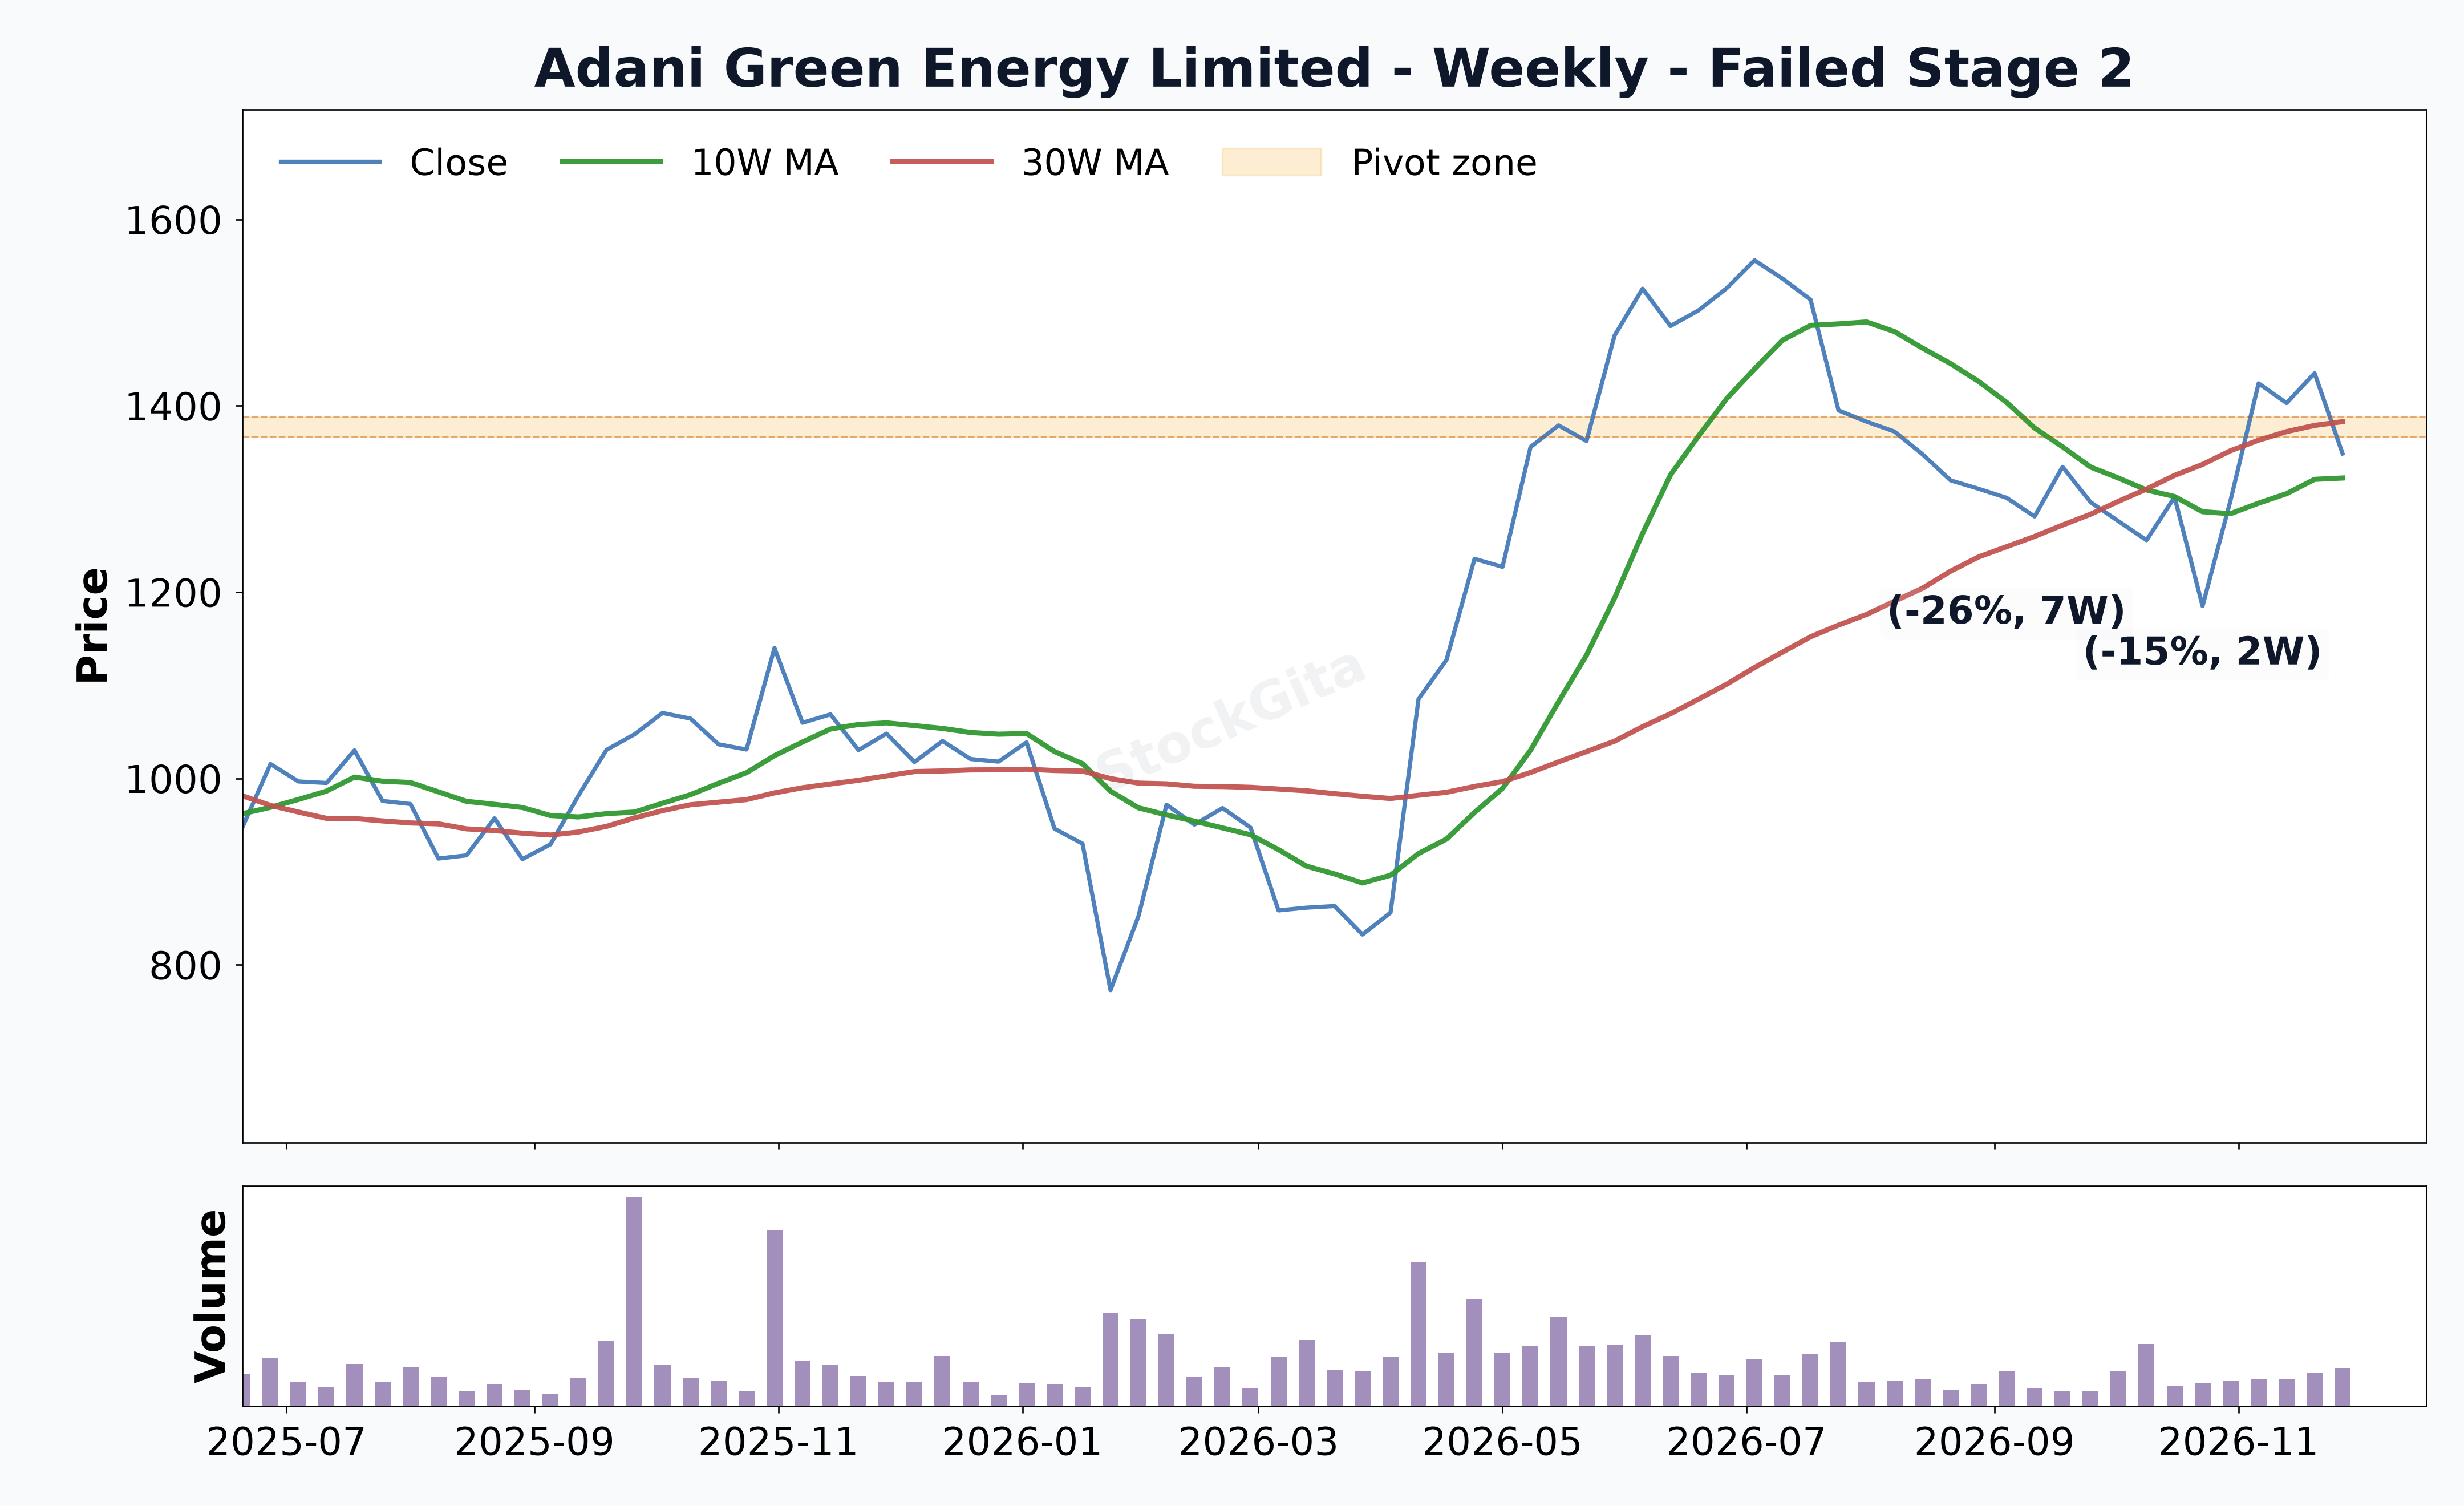 Adani Green Energy Limited - Weekly - Failed Stage 2
Close
10W MA
30W MA
Pivot zone
Price
1600
1400
1200
1000
800
(-26%, 7W)
(-15%, 2W)
StockGita
Volume
2025-07
2025-09
2025-11
2026-01
2026-03
2026-05
2026-07
2026-09
2026-11